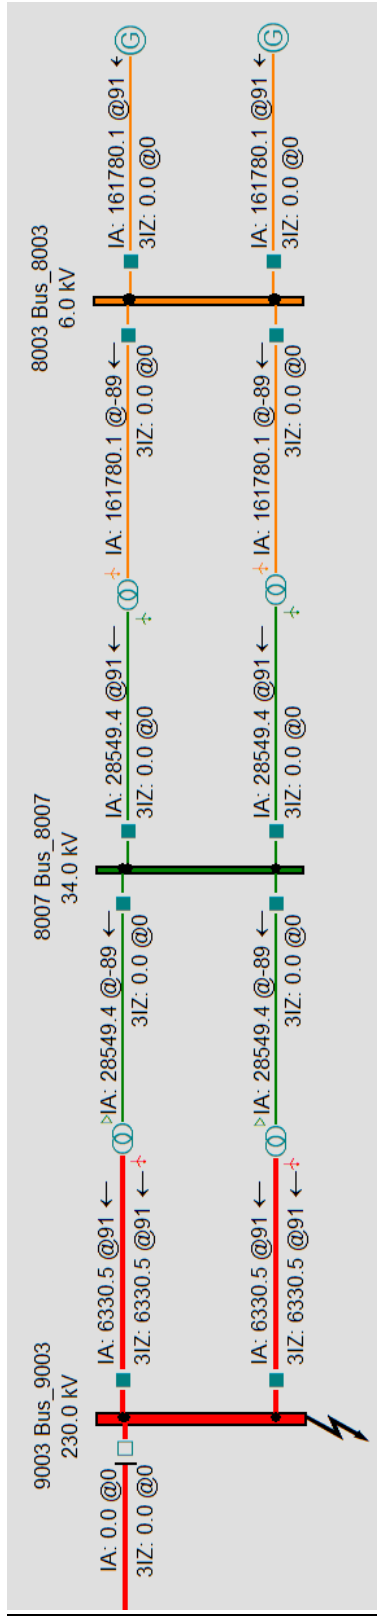 9003 Bus_9003
230.0 kV
8007 Bus_8007
34.0 kV
8003 Bus_8003
6.0 kV
IA: 0.0 @0
3IZ: 0.0 @0
IA: 6330.5 @91 ←
3IZ: 6330.5 @91 ←
IA: 28549.4 @-89 ←
3IZ: 0.0 @0
IA: 28549.4 @91 ←
3IZ: 0.0 @0
IA: 161780.1 @-89 ←
3IZ: 0.0 @0
IA: 161780.1 @91 ←
3IZ: 0.0 @0
G
IA: 6330.5 @91 ←
3IZ: 6330.5 @91 ←
IA: 28549.4 @-89 ←
3IZ: 0.0 @0
IA: 28549.4 @91 ←
3IZ: 0.0 @0
IA: 161780.1 @-89 ←
3IZ: 0.0 @0
IA: 161780.1 @91 ←
3IZ: 0.0 @0
G